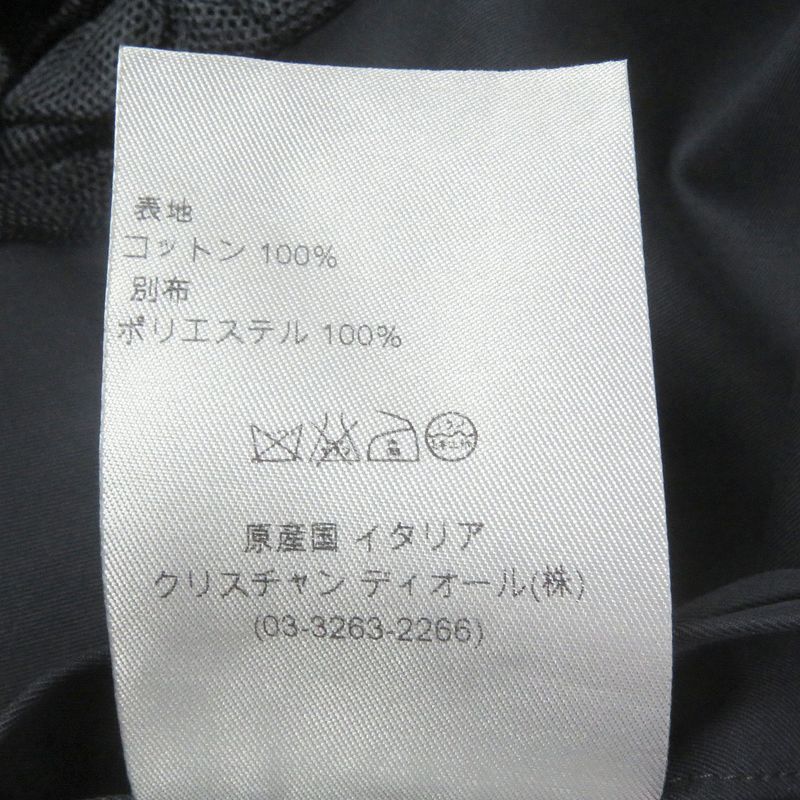 表地
コットン 100%
別布
ポリエステル 100%
原産国 イタリア
クリスチャン ディオール(株)
(03-3263-2266)